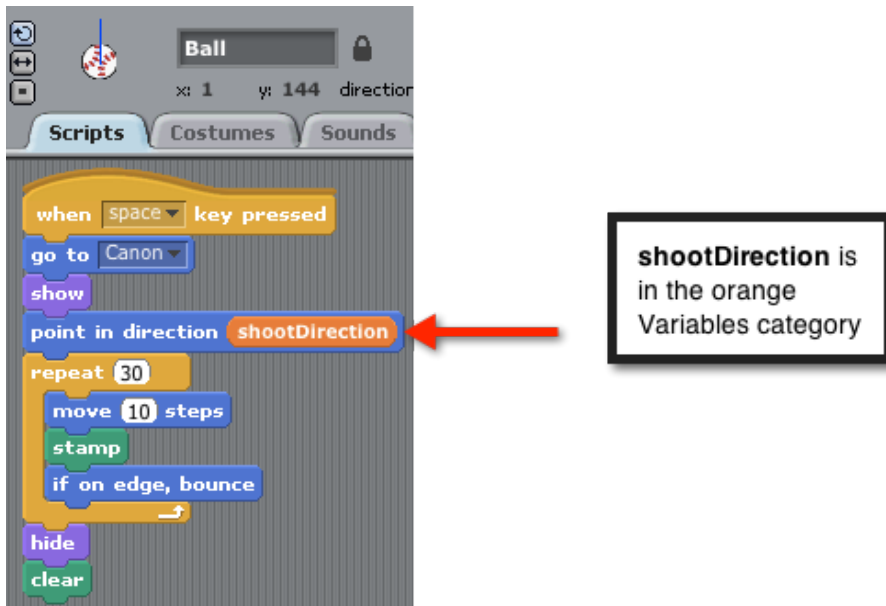 Ball
x: 1 y: 144 direction
Scripts Costumes Sounds
when space key pressed
go to Canon
show
point in direction shootDirection
repeat 30
move 10 steps
stamp
if on edge, bounce
hide
clear
shootDirection is
in the orange
Variables category